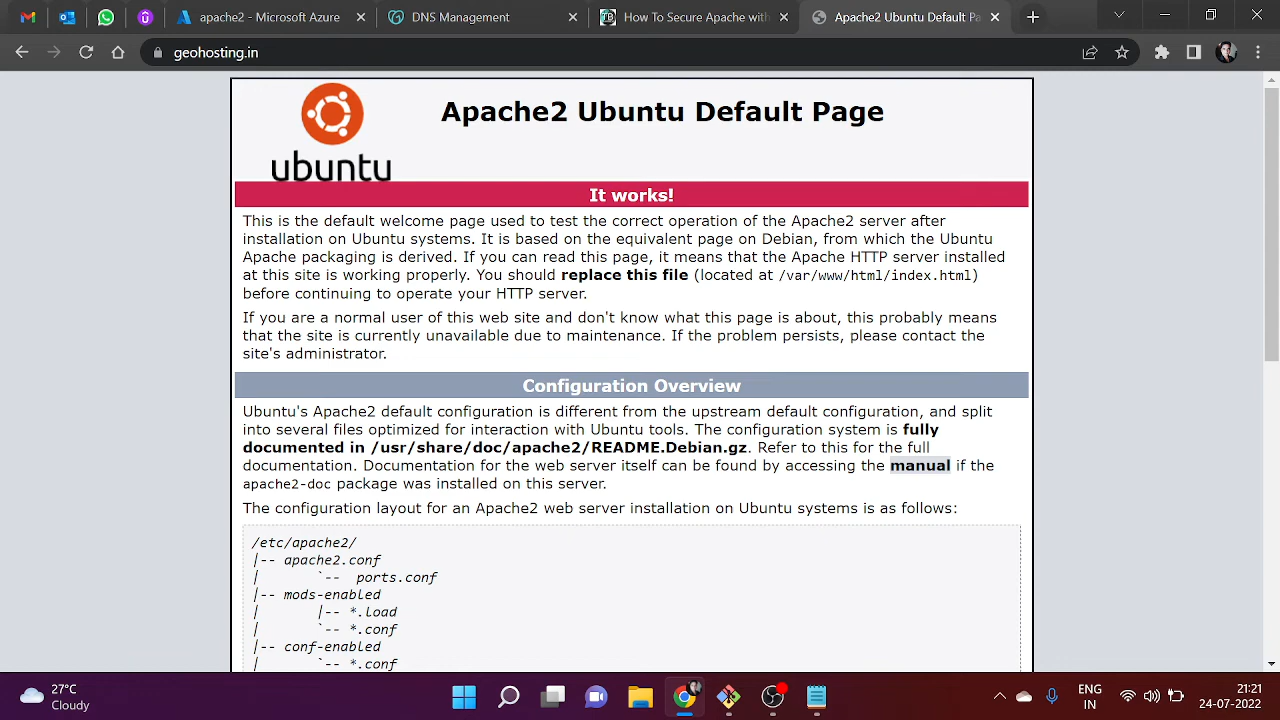 apache2 - Microsoft Azure
DNS Management
How To Secure Apache with
Apache2 Ubuntu Default Pa
geohosting.in
ubuntu
Apache2 Ubuntu Default Page
It works!
This is the default welcome page used to test the correct operation of the Apache2 server after
installation on Ubuntu systems. It is based on the equivalent page on Debian, from which the Ubuntu
Apache packaging is derived. If you can read this page, it means that the Apache HTTP server installed
at this site is working properly. You should replace this file (located at /var/www/html/index.html)
before continuing to operate your HTTP server.
If you are a normal user of this web site and don't know what this page is about, this probably means
that the site is currently unavailable due to maintenance. If the problem persists, please contact the
site's administrator.
Configuration Overview
Ubuntu's Apache2 default configuration is different from the upstream default configuration, and split
into several files optimized for interaction with Ubuntu tools. The configuration system is fully
documented in /usr/share/doc/apache2/README.Debian.gz. Refer to this for the full
documentation. Documentation for the web server itself can be found by accessing the manual if the
apache2-doc package was installed on this server.
The configuration layout for an Apache2 web server installation on Ubuntu systems is as follows:
/etc/apache2/
|-- apache2.conf
|       `--  ports.conf
|-- mods-enabled
|       |-- *.load
|       `-- *.conf
|-- conf-enabled
|       `-- *.conf
27°C
Cloudy
ENG
IN
21:21
24-07-2022